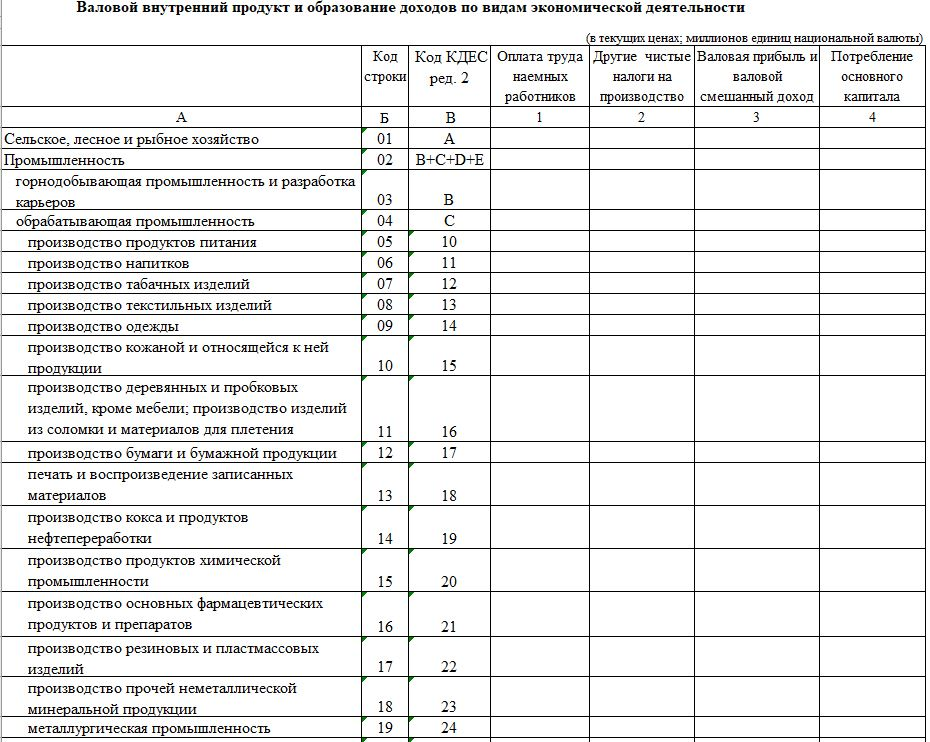 Валовой внутренний продукт и образование доходов по видам экономической деятельности
(в текущих ценах; миллионов единиц национальной валюты)
Код строки Код КДЕС ред. 2 Оплата труда наемных работников Другие чистые налоги на производство Валовая прибыль и валовой смешанный доход Потребление основного капитала
А Б В 1 2 3 4
Сельское, лесное и рыбное хозяйство 01 A
Промышленность 02 B+C+D+E
горнодобывающая промышленность и разработка
карьеров 03 B
обрабатывающая промышленность 04 C
производство продуктов питания 05 10
производство напитков 06 11
производство табачных изделий 07 12
производство текстильных изделий 08 13
производство одежды 09 14
производство кожаной и относящейся к ней
продукции 10 15
производство деревянных и пробковых
изделий, кроме мебели; производство изделий
из соломки и материалов для плетения 11 16
производство бумаги и бумажной продукции 12 17
печать и воспроизведение записанных
материалов 13 18
производство кокса и продуктов
нефтепереработки 14 19
производство продуктов химической
промышленности 15 20
производство основных фармацевтических
продуктов и препаратов 16 21
производство резиновых и пластмассовых
изделий 17 22
производство прочей неметаллической
минеральной продукции 18 23
металлургическая промышленность 19 24